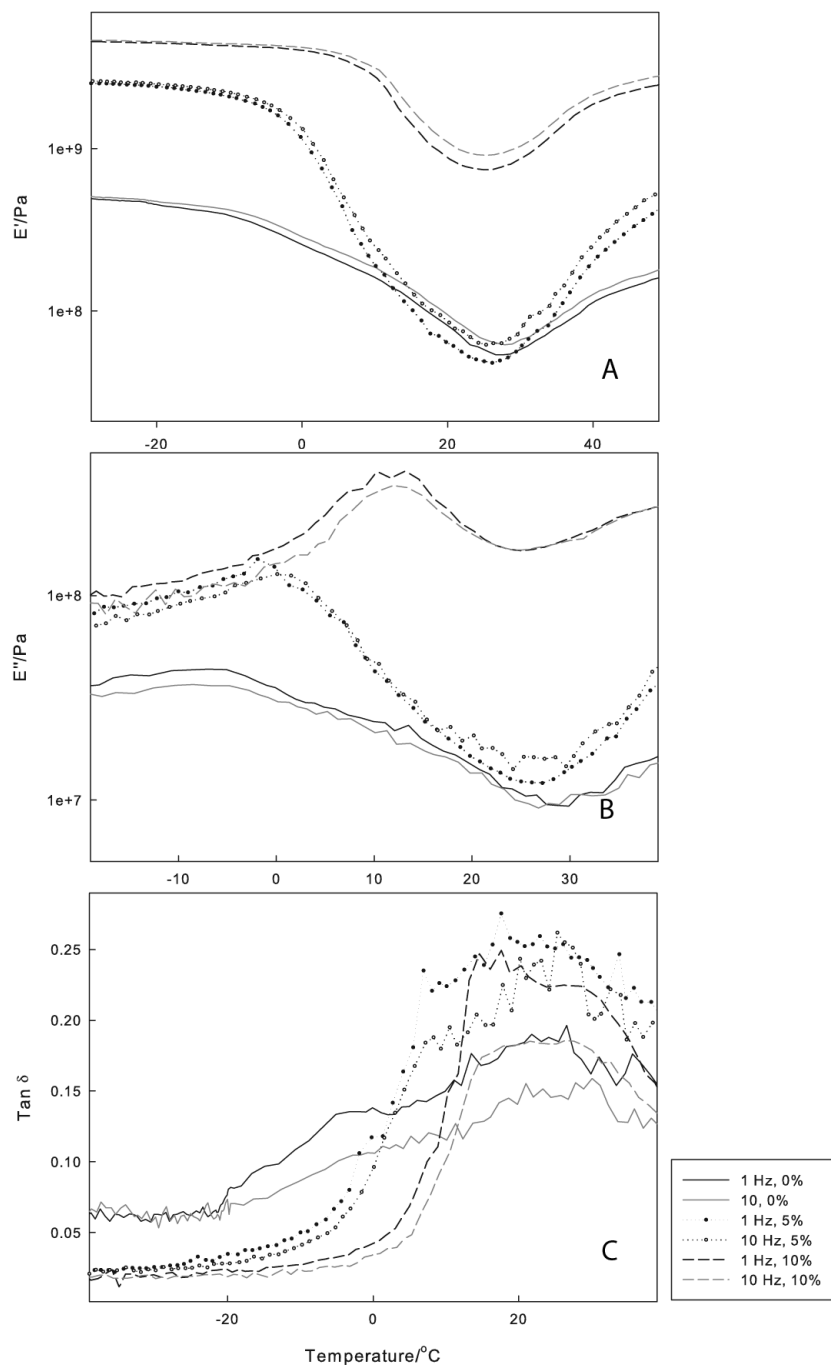 1e+9
E'/Pa
1e+8
A
-20
0
20
40
1e+8
E''/Pa
1e+7
B
-10
0
10
20
30
0.25
0.20
Tan δ
0.15
0.10
0.05
C
-20
0
20
Temperature/°C
1 Hz, 0%
10, 0%
1 Hz, 5%
10 Hz, 5%
1 Hz, 10%
10 Hz, 10%